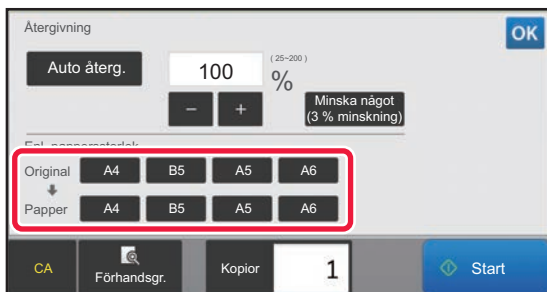 Återgivning
OK
Auto återg.
100
(25~200)
%
−
+
Minska något
(3 % minskning)
Original
A4 B5 A5 A6
Papper
A4 B5 A5 A6
CA
Förhandsgr.
Kopior
1
Start